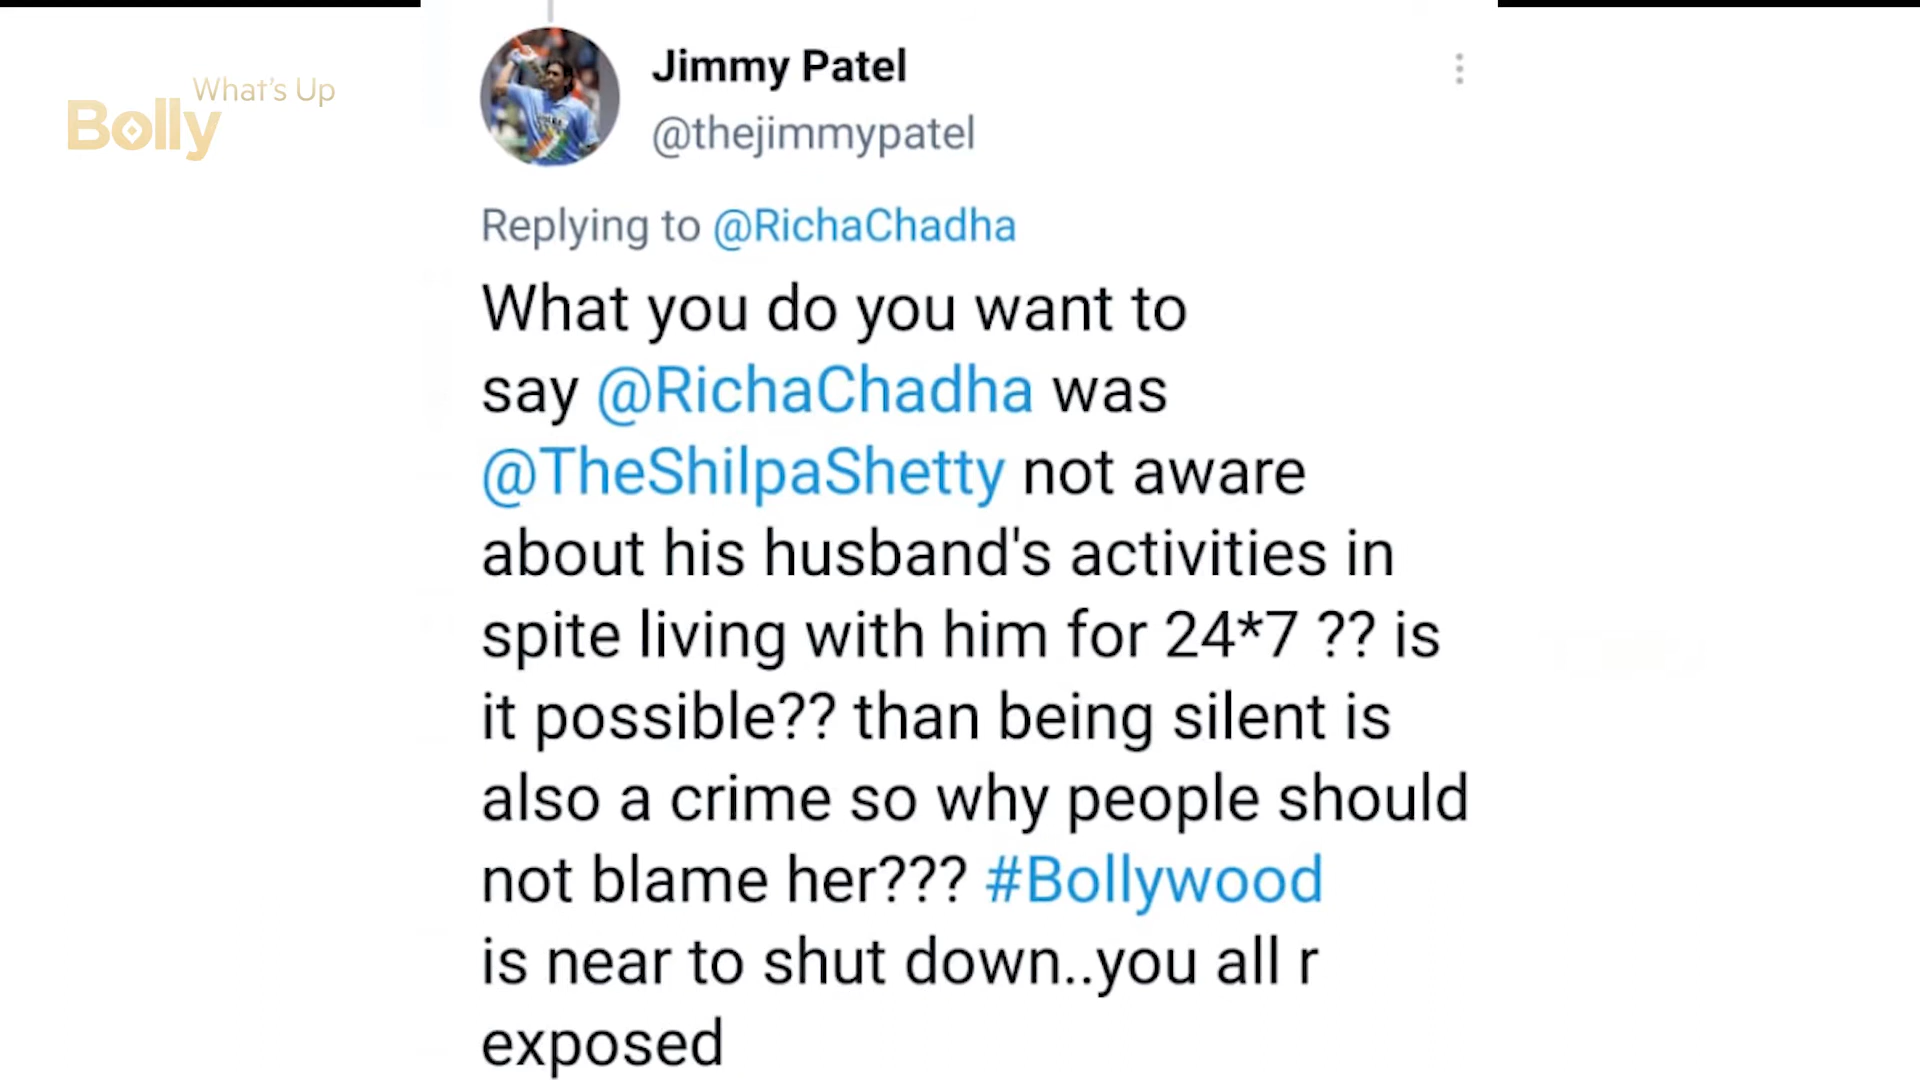 What's Up
Bolly
Jimmy Patel
@thejimmypatel
Replying to @RichaChadha
What you do you want to
say @RichaChadha was
@TheShilpaShetty not aware
about his husband's activities in
spite living with him for 24*7 ?? is
it possible?? than being silent is
also a crime so why people should
not blame her??? #Bollywood
is near to shut down..you all r
exposed